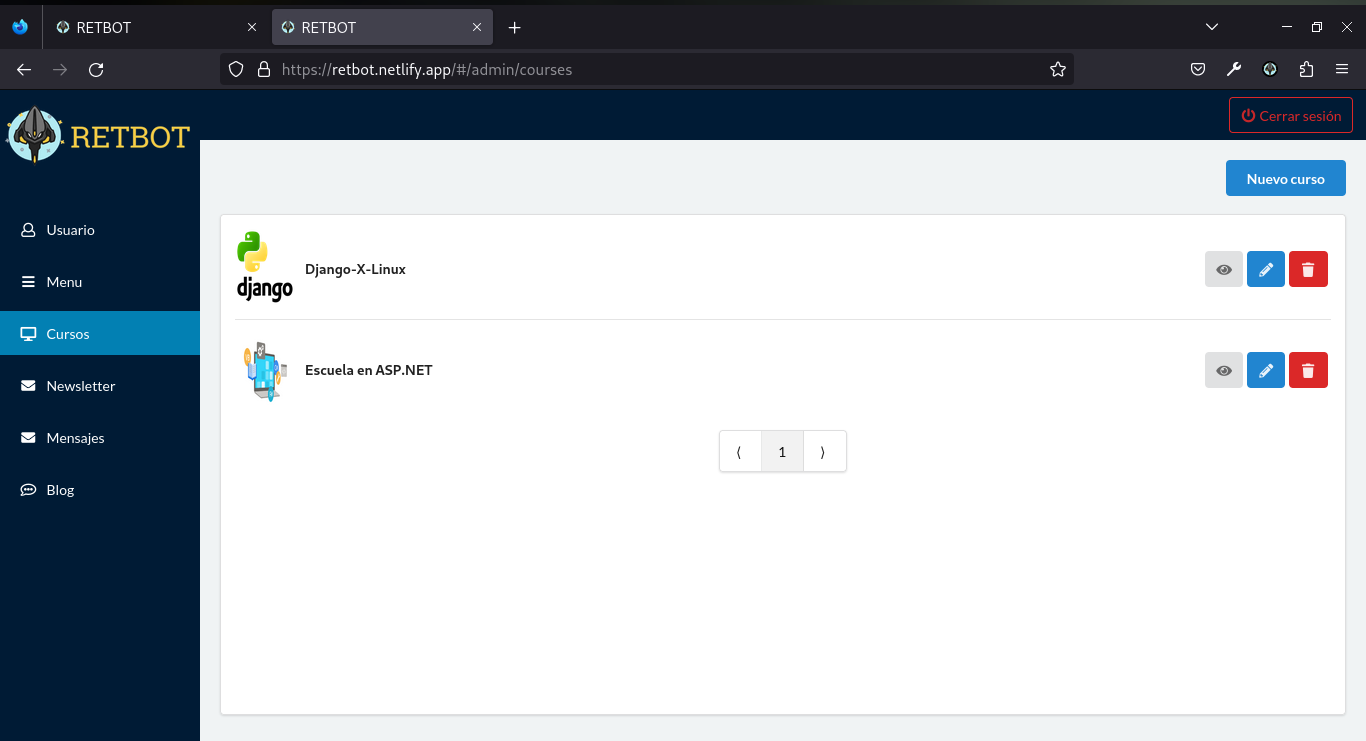 RETBOT
RETBOT
https://retbot.netlify.app/#/admin/courses
RETBOT
Cerrar sesión
Nuevo curso
Usuario
Menu
Cursos
Newsletter
Mensajes
Blog
django
Django-X-Linux
Escuela en ASP.NET
⟨ 1 ⟩